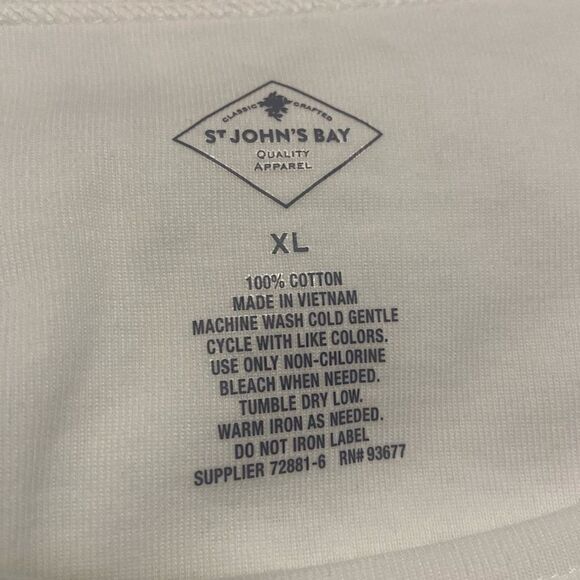 CLASSIC CRAFTED
ST JOHN'S BAY
QUALITY
APPAREL
XL
100% COTTON
MADE IN VIETNAM
MACHINE WASH COLD GENTLE
CYCLE WITH LIKE COLORS.
USE ONLY NON-CHLORINE
BLEACH WHEN NEEDED.
TUMBLE DRY LOW.
WARM IRON AS NEEDED.
DO NOT IRON LABEL
SUPPLIER 72881-6 RN# 93677